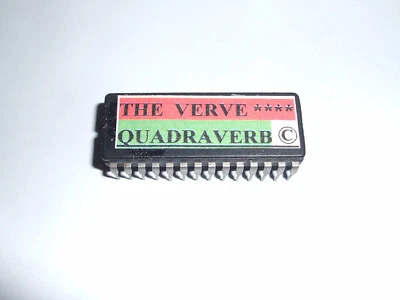 THE VERVE ****
QUADRAVERB ©